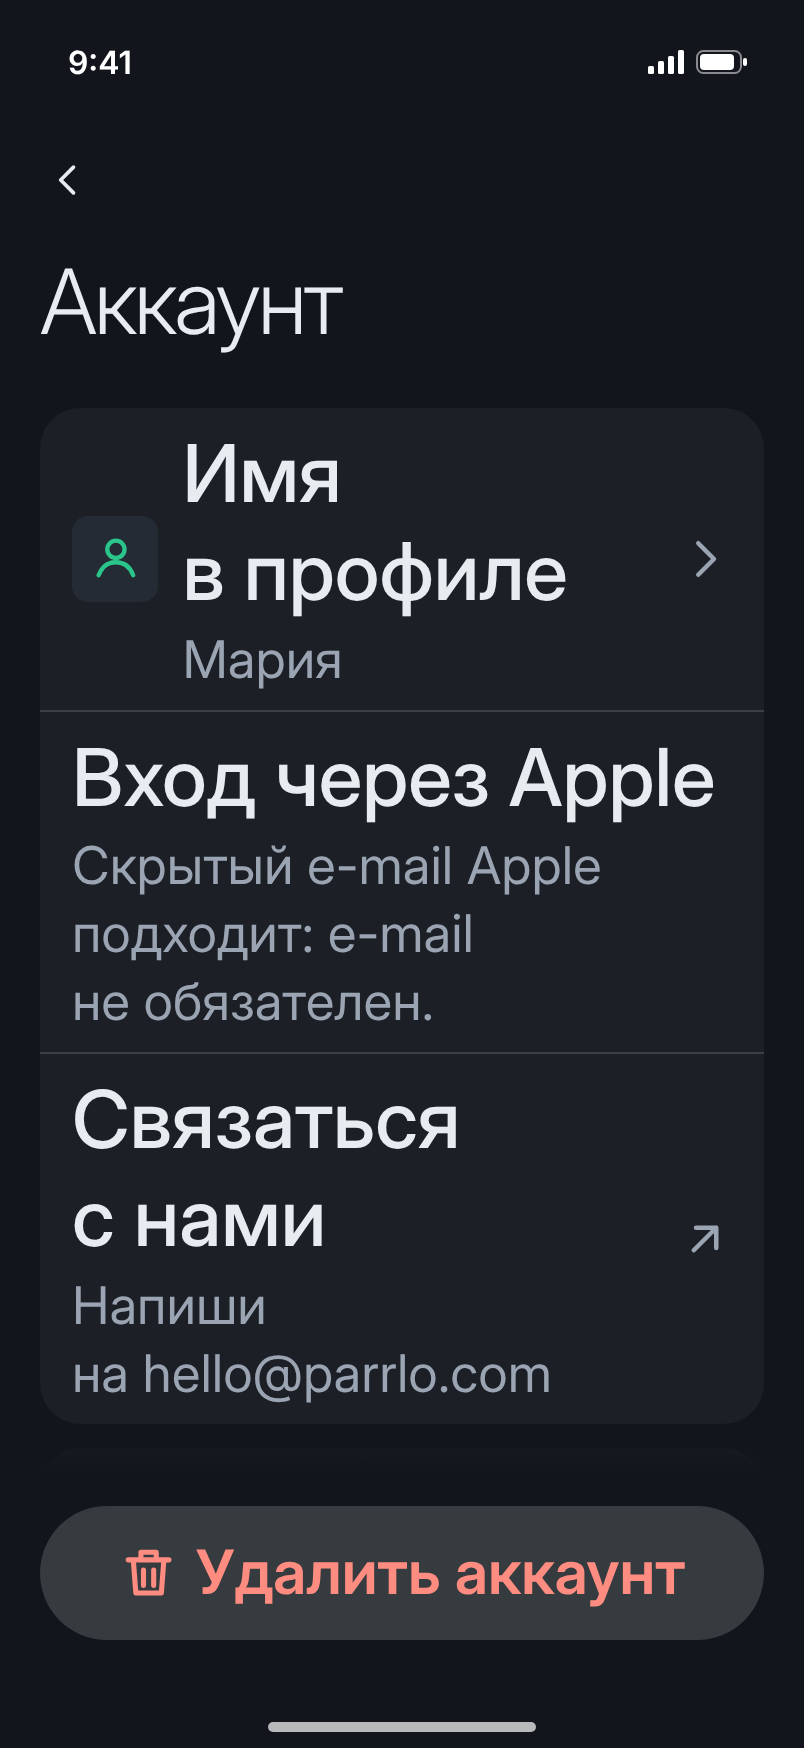 9:41
Аккаунт
Имя
в профиле
Мария
Вход через Apple
Скрытый e-mail Apple
подходит: e-mail
не обязателен.
Связаться
с нами
Напиши
на hello@parrlo.com
Удалить аккаунт